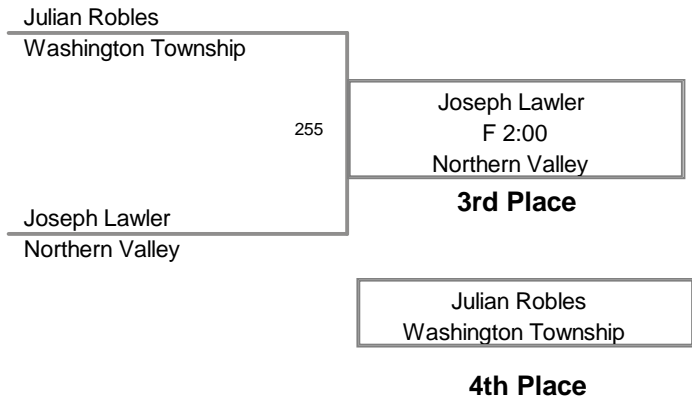 Julian Robles
Washington Township
255
Joseph Lawler
F 2:00
Northern Valley
3rd Place
Joseph Lawler
Northern Valley
Julian Robles
Washington Township
4th Place